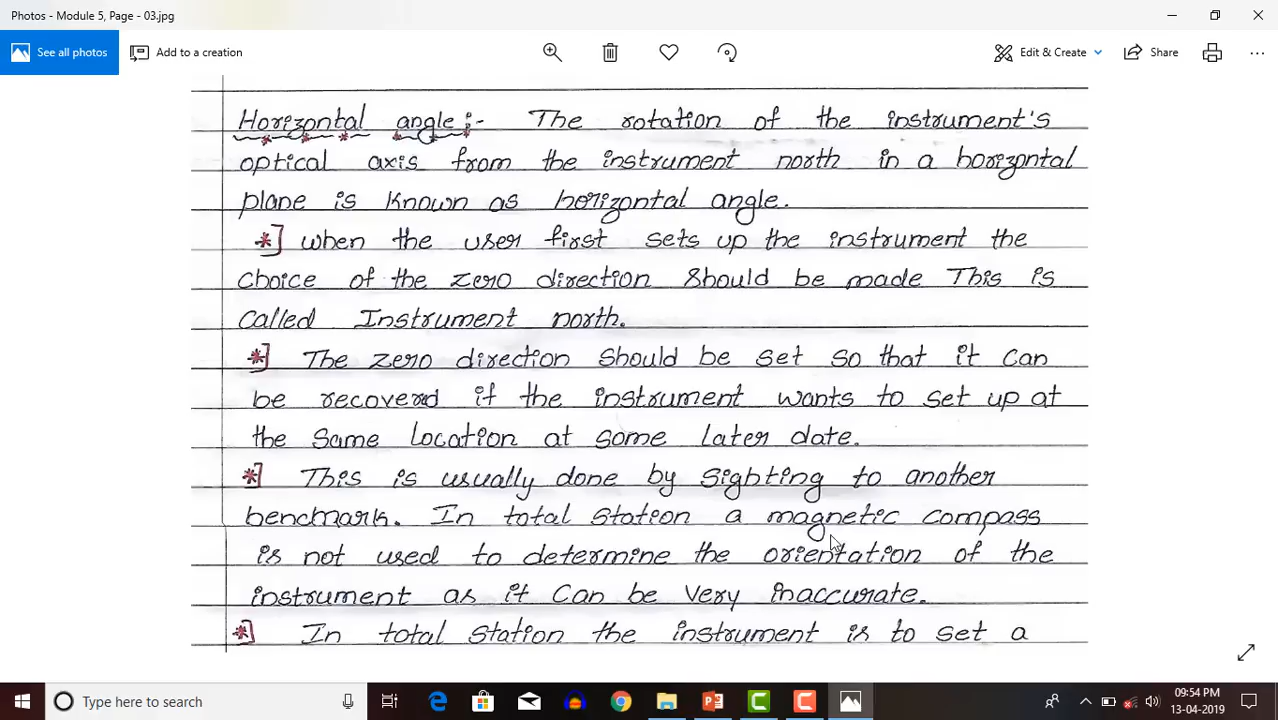 Photos - Module 5, Page - 03.jpg
See all photos
Add to a creation
Edit & Create
Share
Horizontal angle :- The rotation of the instrument's
optical axis from the instrument north in a horizontal
plane is known as horizontal angle.
*] When the user first sets up the instrument the
Choice of the zero direction Should be made This is
Called Instrument north.
*] The zero direction should be set so that it can
be recovered if the instrument wants to set up at
the same location at some later date.
*] This is usually done by sighting to another
bencmark. In total station a magnetic compass
is not used to determine the orientation of the
instrument as it can be very inaccurate.
*] In total station the instrument is to set a
Type here to search
09:54 PM
13-04-2019